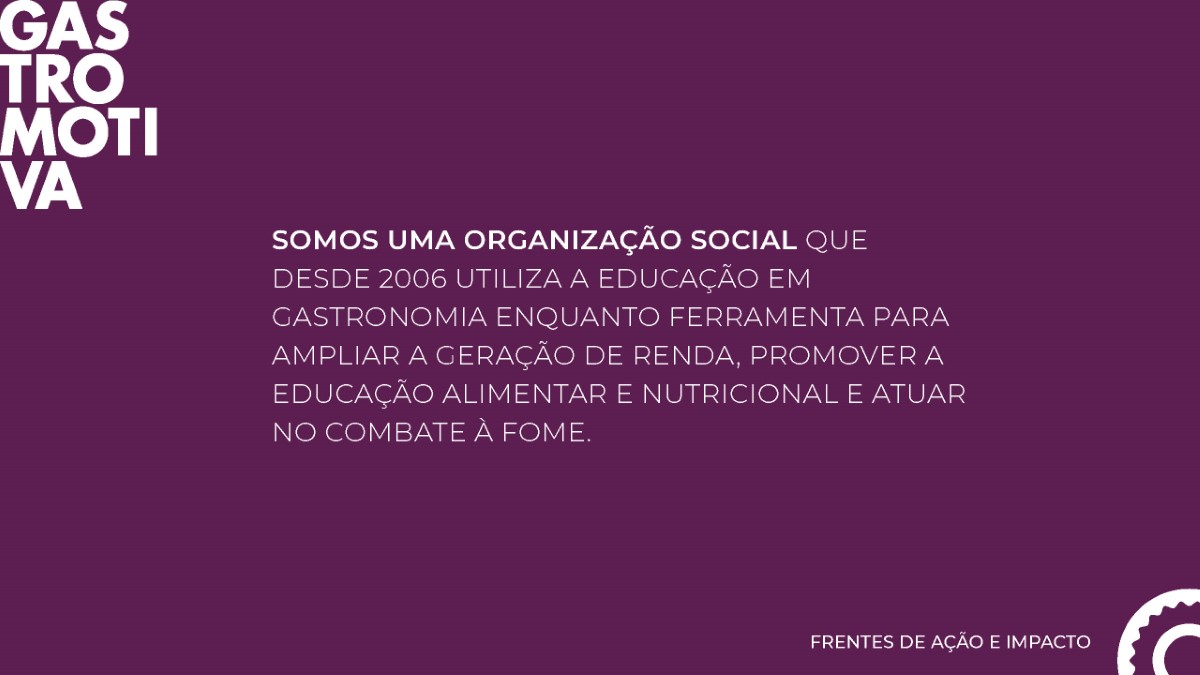 GAS
TRO
MOTI
VA
SOMOS UMA ORGANIZAÇÃO SOCIAL QUE
DESDE 2006 UTILIZA A EDUCAÇÃO EM
GASTRONOMIA ENQUANTO FERRAMENTA PARA
AMPLIAR A GERAÇÃO DE RENDA, PROMOVER A
EDUCAÇÃO ALIMENTAR E NUTRICIONAL E ATUAR
NO COMBATE À FOME.
FRENTES DE AÇÃO E IMPACTO